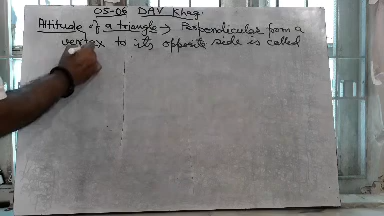 05-06 DAV Khag.
Altitude of a triangle → Perpendicular from a
vertex to its opposite side is called